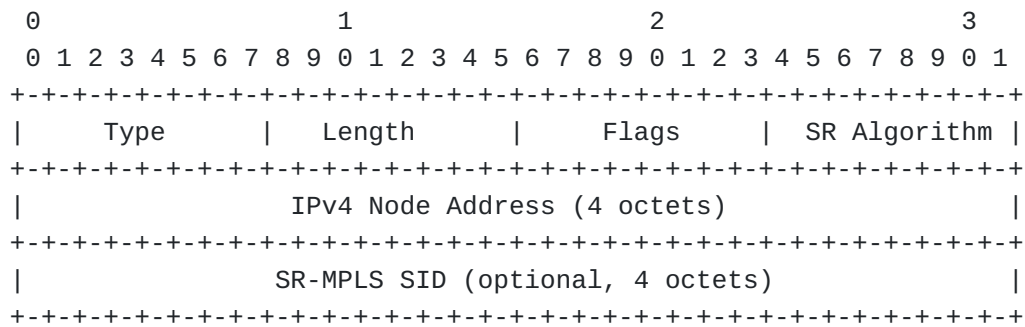 0                   1                   2                   3
 0 1 2 3 4 5 6 7 8 9 0 1 2 3 4 5 6 7 8 9 0 1 2 3 4 5 6 7 8 9 0 1
+-+-+-+-+-+-+-+-+-+-+-+-+-+-+-+-+-+-+-+-+-+-+-+-+-+-+-+-+-+-+-+-+
|     Type      |   Length      |     Flags     |  SR Algorithm |
+-+-+-+-+-+-+-+-+-+-+-+-+-+-+-+-+-+-+-+-+-+-+-+-+-+-+-+-+-+-+-+-+
|                 IPv4 Node Address (4 octets)                  |
+-+-+-+-+-+-+-+-+-+-+-+-+-+-+-+-+-+-+-+-+-+-+-+-+-+-+-+-+-+-+-+-+
|                SR-MPLS SID (optional, 4 octets)               |
+-+-+-+-+-+-+-+-+-+-+-+-+-+-+-+-+-+-+-+-+-+-+-+-+-+-+-+-+-+-+-+-+